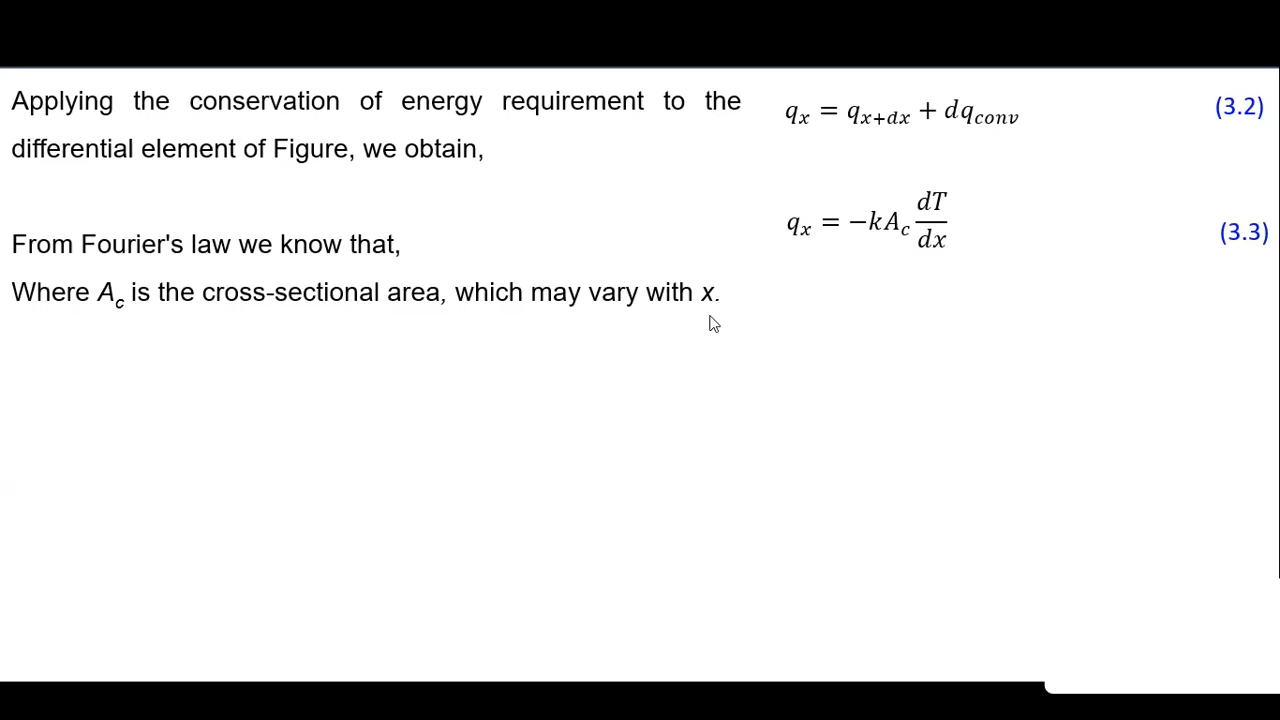 Applying the conservation of energy requirement to the
differential element of Figure, we obtain,
q_x = q_{x+dx} + dq_{conv} (3.2)
From Fourier's law we know that,
q_x = −kA_c dT/dx (3.3)
Where A_c is the cross-sectional area, which may vary with x.